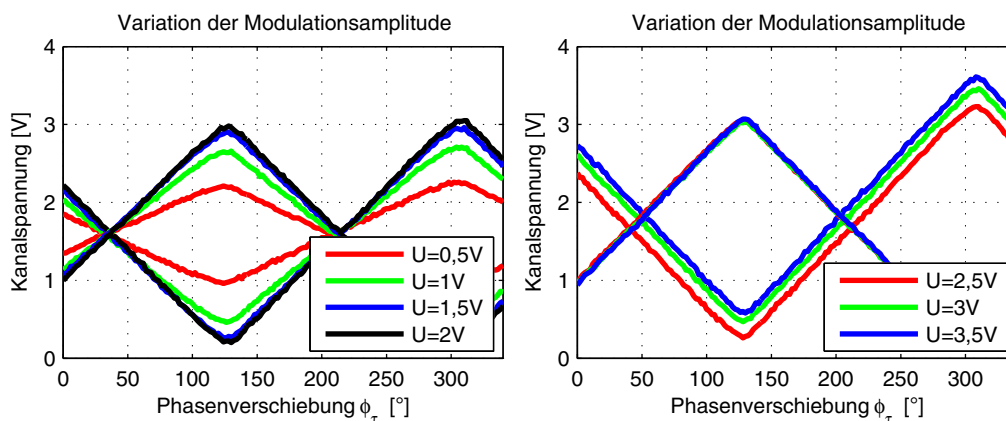 Variation der Modulationsamplitude
Kanalspannung [V]
4
3
2
1
0
U=0,5V
U=1V
U=1,5V
U=2V
0 50 100 150 200 250 300
Phasenverschiebung ϕτ [°]
Variation der Modulationsamplitude
Kanalspannung [V]
4
3
2
1
0
U=2,5V
U=3V
U=3,5V
0 50 100 150 200 250 300
Phasenverschiebung ϕτ [°]